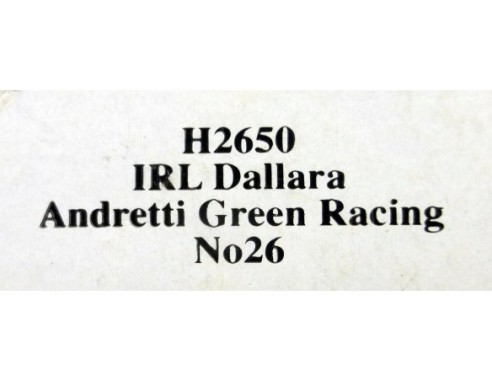 H2650
IRL Dallara
Andretti Green Racing
No26